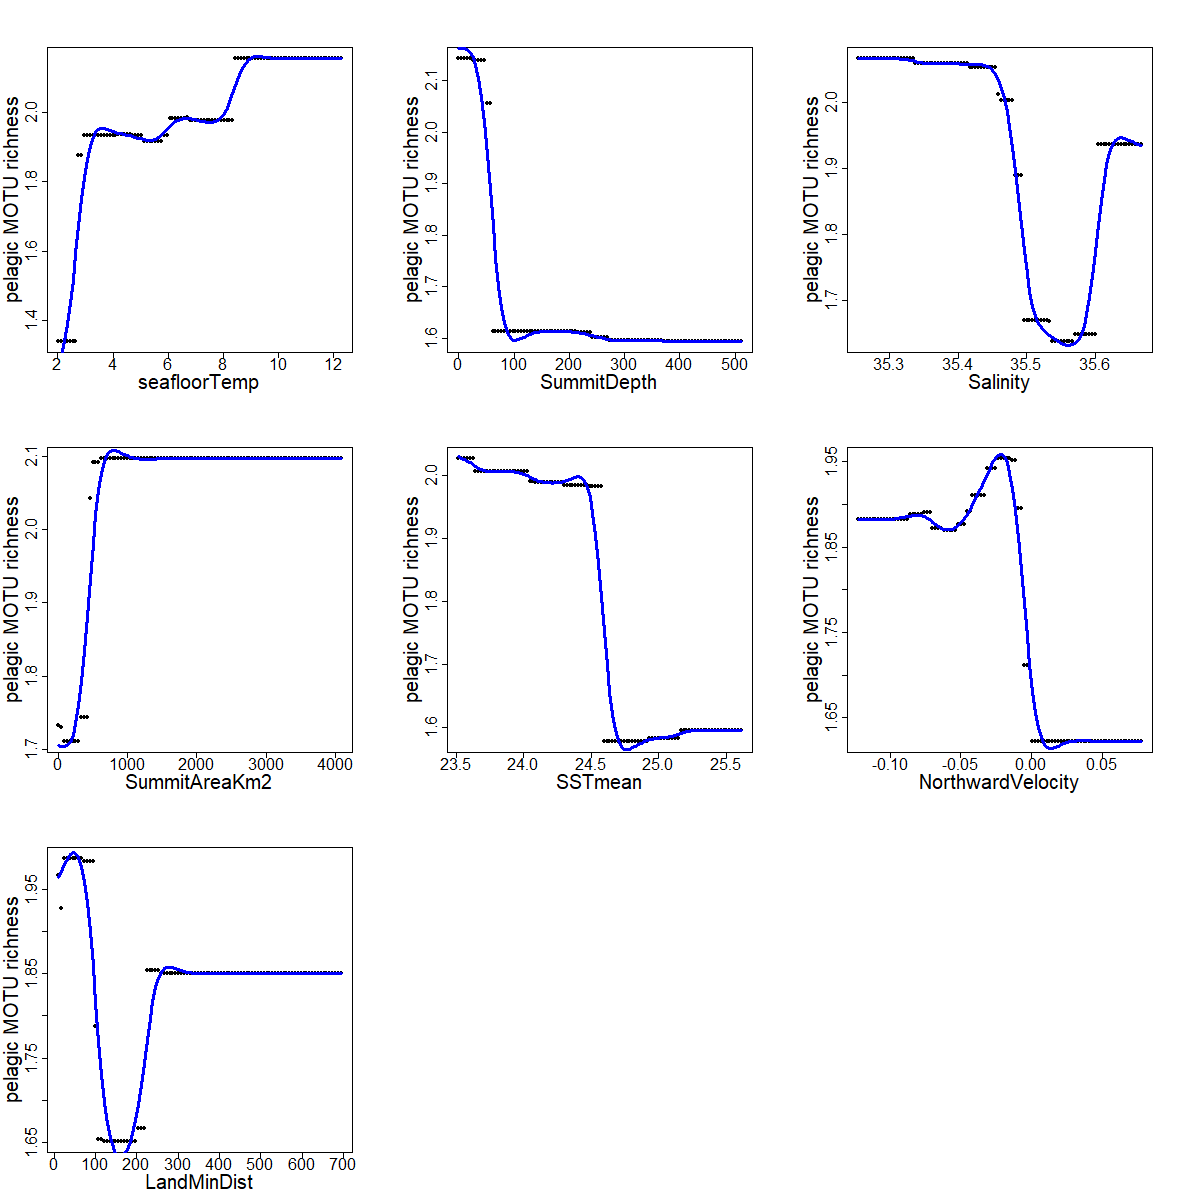 pelagic MOTU richness
1.4 1.6 1.8 2.0
2 4 6 8 10 12
seafloorTemp
pelagic MOTU richness
1.6 1.7 1.8 1.9 2.0 2.1
0 100 200 300 400 500
SummitDepth
pelagic MOTU richness
1.7 1.8 1.9 2.0
35.3 35.4 35.5 35.6
Salinity
pelagic MOTU richness
1.7 1.8 1.9 2.0 2.1
0 1000 2000 3000 4000
SummitAreaKm2
pelagic MOTU richness
1.6 1.7 1.8 1.9 2.0
23.5 24.0 24.5 25.0 25.5
SSTmean
pelagic MOTU richness
1.65 1.75 1.85 1.95
-0.10 -0.05 0.00 0.05
NorthwardVelocity
pelagic MOTU richness
1.65 1.75 1.85 1.95
0 100 200 300 400 500 600 700
LandMinDist